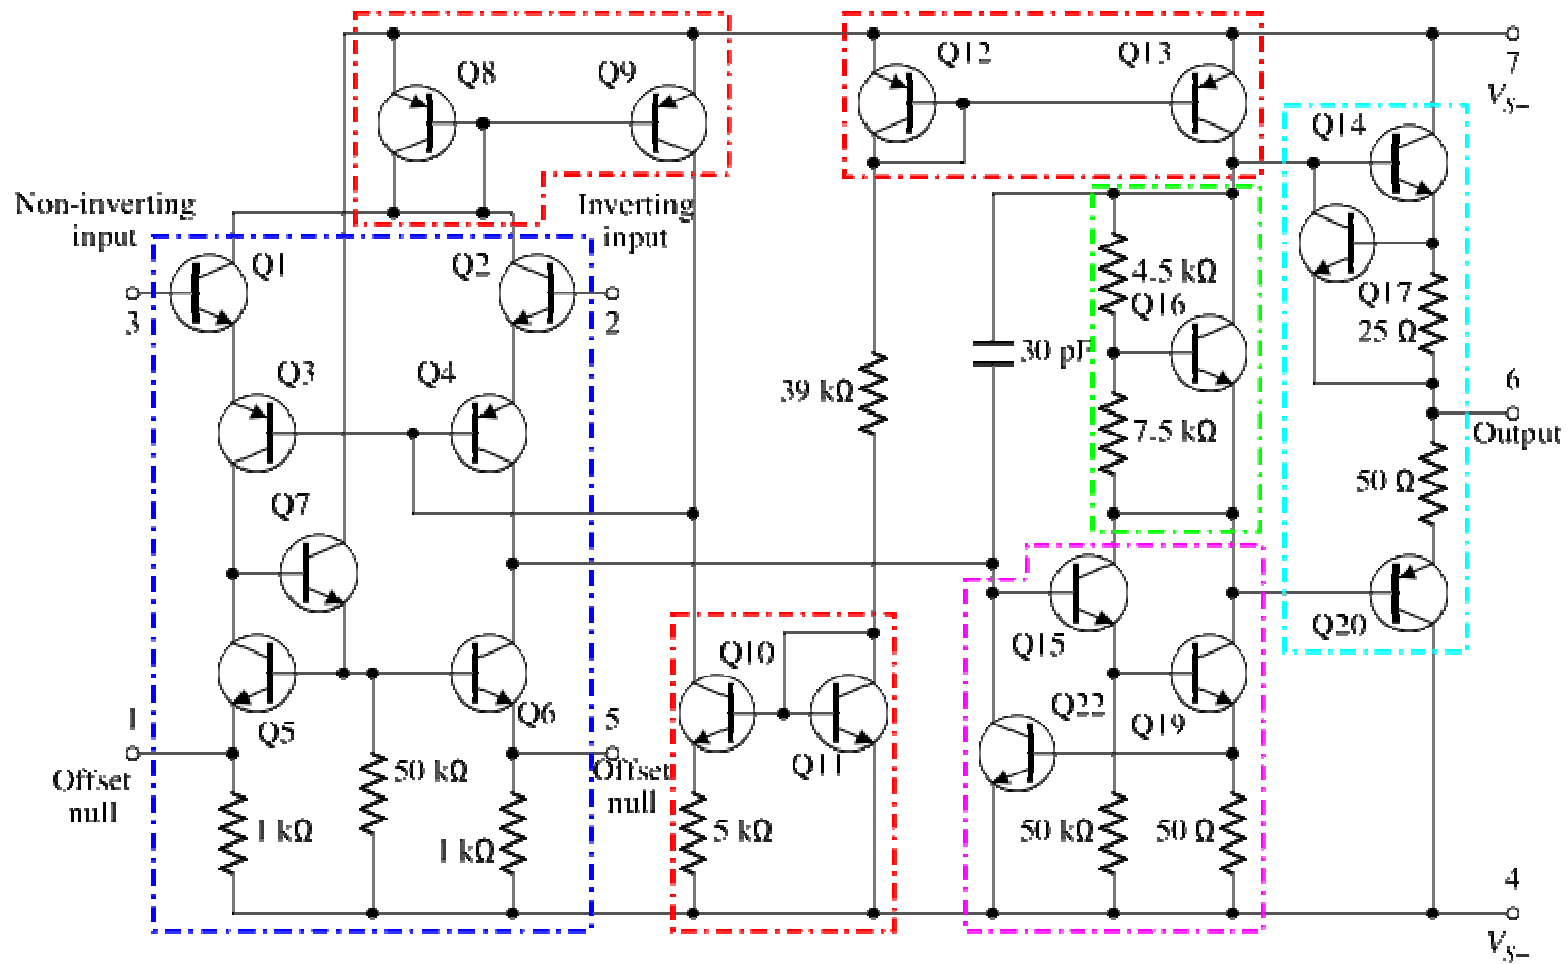 Q12
Q13
Q8
Q9
7
V_S–
Q14
Non-inverting
input
Inverting
input
Q1
Q2
3
2
4.5 kΩ
Q16
Q17
25 Ω
30 pF
Q3
Q4
39 kΩ
6
Output
7.5 kΩ
50 Ω
Q7
Q15
Q20
Q10
Q22
Q19
1
Q5
Q6
5
Q11
Offset
null
50 kΩ
Offset
null
1 kΩ
1 kΩ
5 kΩ
50 kΩ
50 Ω
4
V_S–